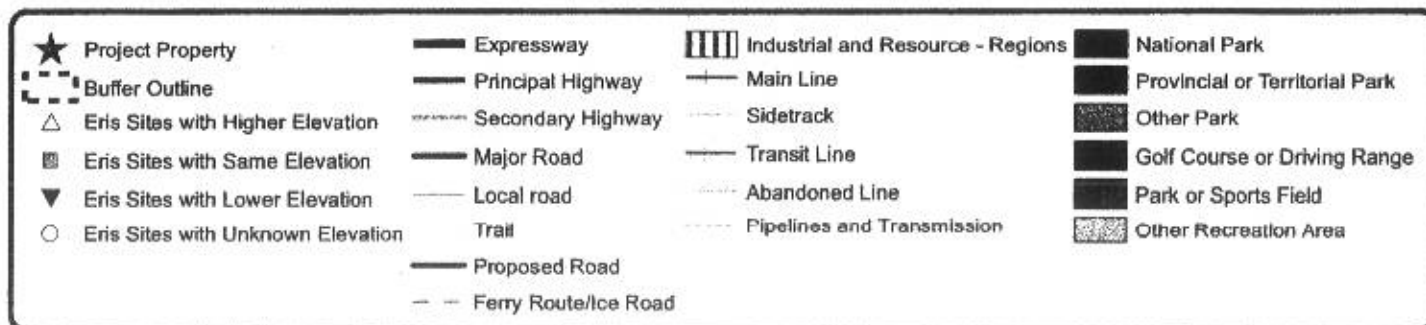 Project Property
Buffer Outline
Eris Sites with Higher Elevation
Eris Sites with Same Elevation
Eris Sites with Lower Elevation
Eris Sites with Unknown Elevation
Expressway
Principal Highway
Secondary Highway
Major Road
Local road
Trail
Proposed Road
Ferry Route/Ice Road
Industrial and Resource - Regions
Main Line
Sidetrack
Transit Line
Abandoned Line
Pipelines and Transmission
National Park
Provincial or Territorial Park
Other Park
Golf Course or Driving Range
Park or Sports Field
Other Recreation Area